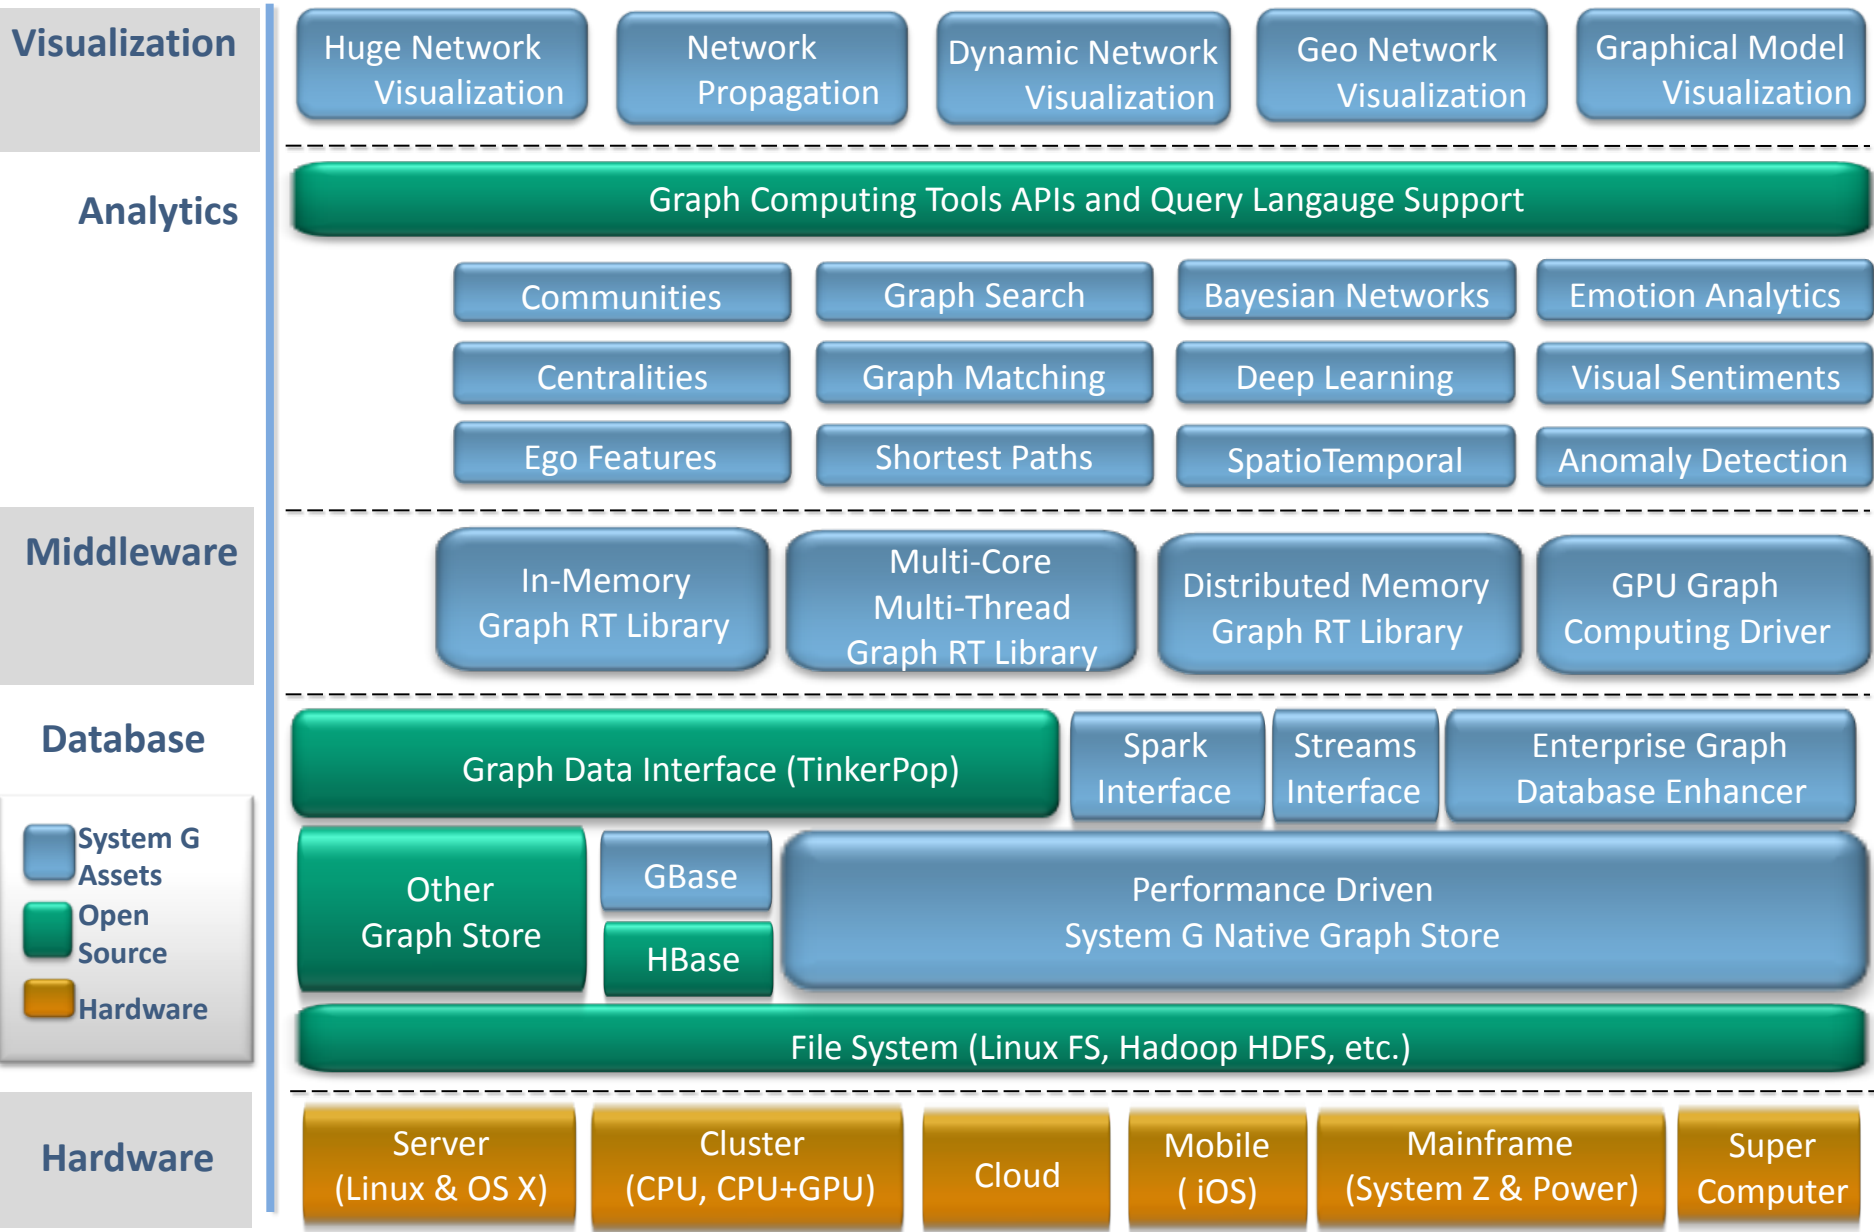 Visualization
Huge Network
Visualization
Network
Propagation
Dynamic Network
Visualization
Geo Network
Visualization
Graphical Model
Visualization
Analytics
Graph Computing Tools APIs and Query Langauge Support
Communities
Graph Search
Bayesian Networks
Emotion Analytics
Centralities
Graph Matching
Deep Learning
Visual Sentiments
Ego Features
Shortest Paths
SpatioTemporal
Anomaly Detection
Middleware
In-Memory
Graph RT Library
Multi-Core
Multi-Thread
Graph RT Library
Distributed Memory
Graph RT Library
GPU Graph
Computing Driver
Database
Graph Data Interface (TinkerPop)
Spark
Interface
Streams
Interface
Enterprise Graph
Database Enhancer
Other
Graph Store
GBase
HBase
Performance Driven
System G Native Graph Store
File System (Linux FS, Hadoop HDFS, etc.)
System G
Assets
Open
Source
Hardware
Hardware
Server
(Linux & OS X)
Cluster
(CPU, CPU+GPU)
Cloud
Mobile
( iOS)
Mainframe
(System Z & Power)
Super
Computer